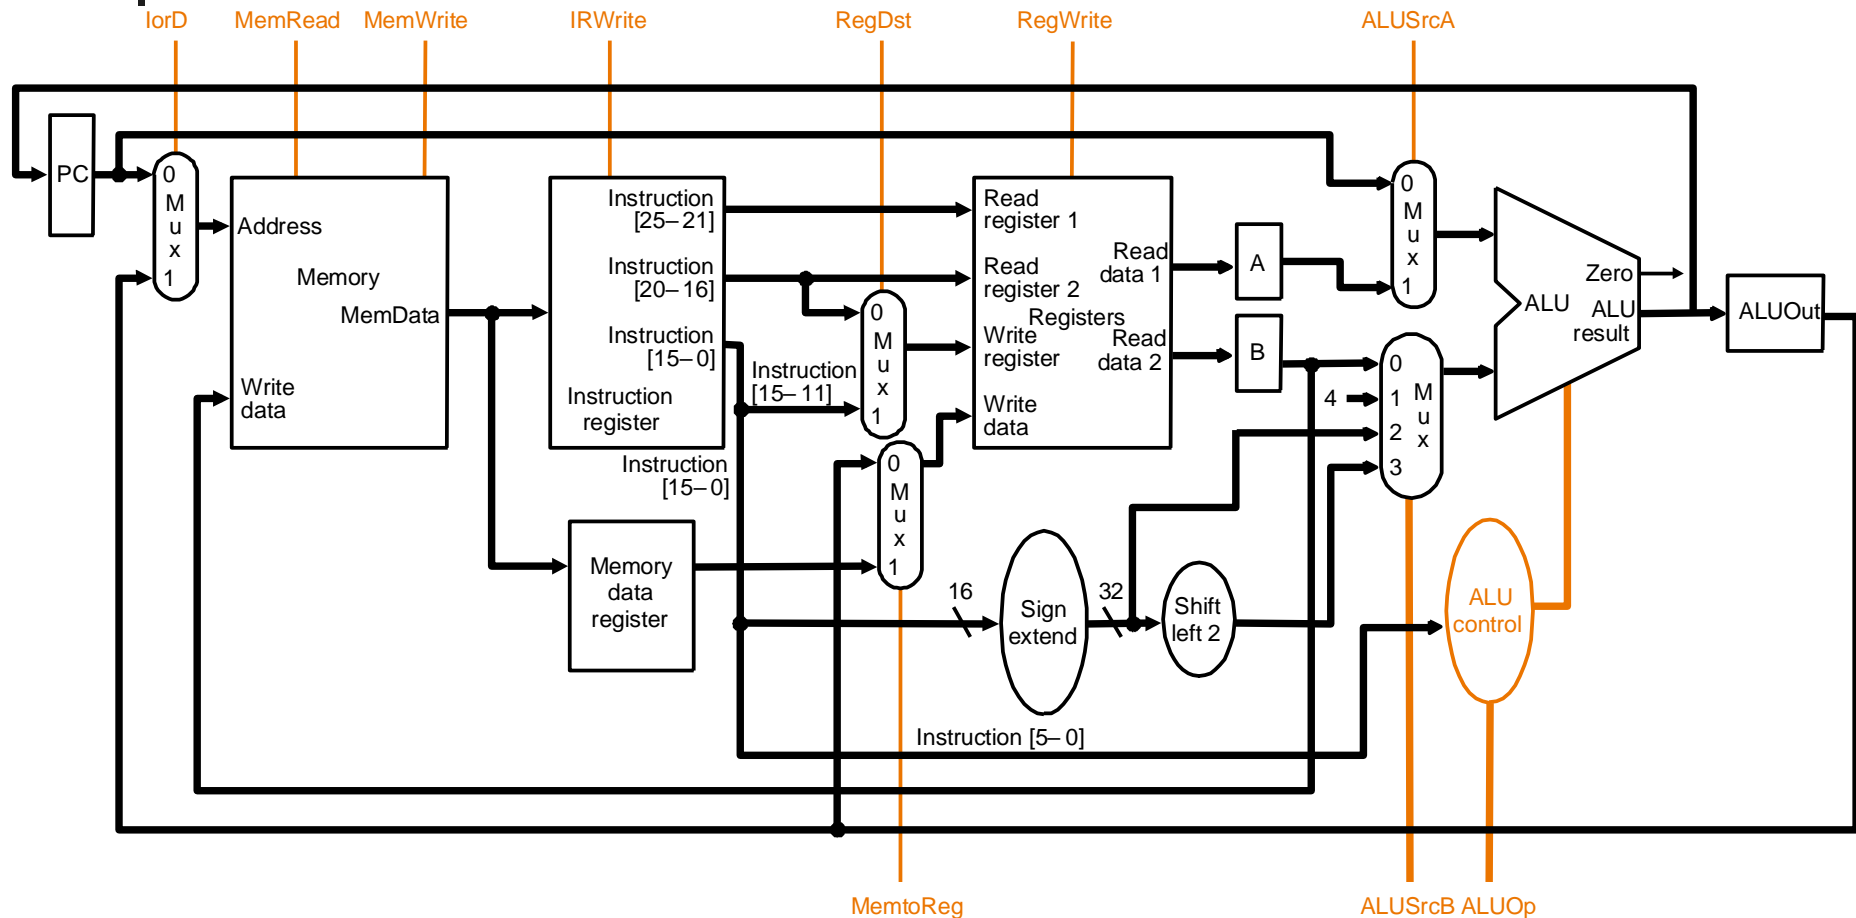 IorD
MemRead
MemWrite
IRWrite
RegDst
RegWrite
ALUSrcA
PC
0
M
u
x
1
Address
Memory
MemData
Write
data
Instruction
[25–21]
Instruction
[20–16]
Instruction
[15–0]
Instruction
register
Instruction
[15–0]
Instruction
[15–11]
Memory
data
register
0
M
u
x
1
0
M
u
x
1
Read
register 1
Read
register 2
Registers
Write
register
Write
data
Read
data 1
Read
data 2
A
B
4
0
M
u
x
1
0
1
2
3
M
u
x
Zero
ALU
ALU
result
ALUOut
16
Sign
extend
32
Shift
left 2
ALU
control
Instruction [5–0]
MemtoReg
ALUSrcB
ALUOp